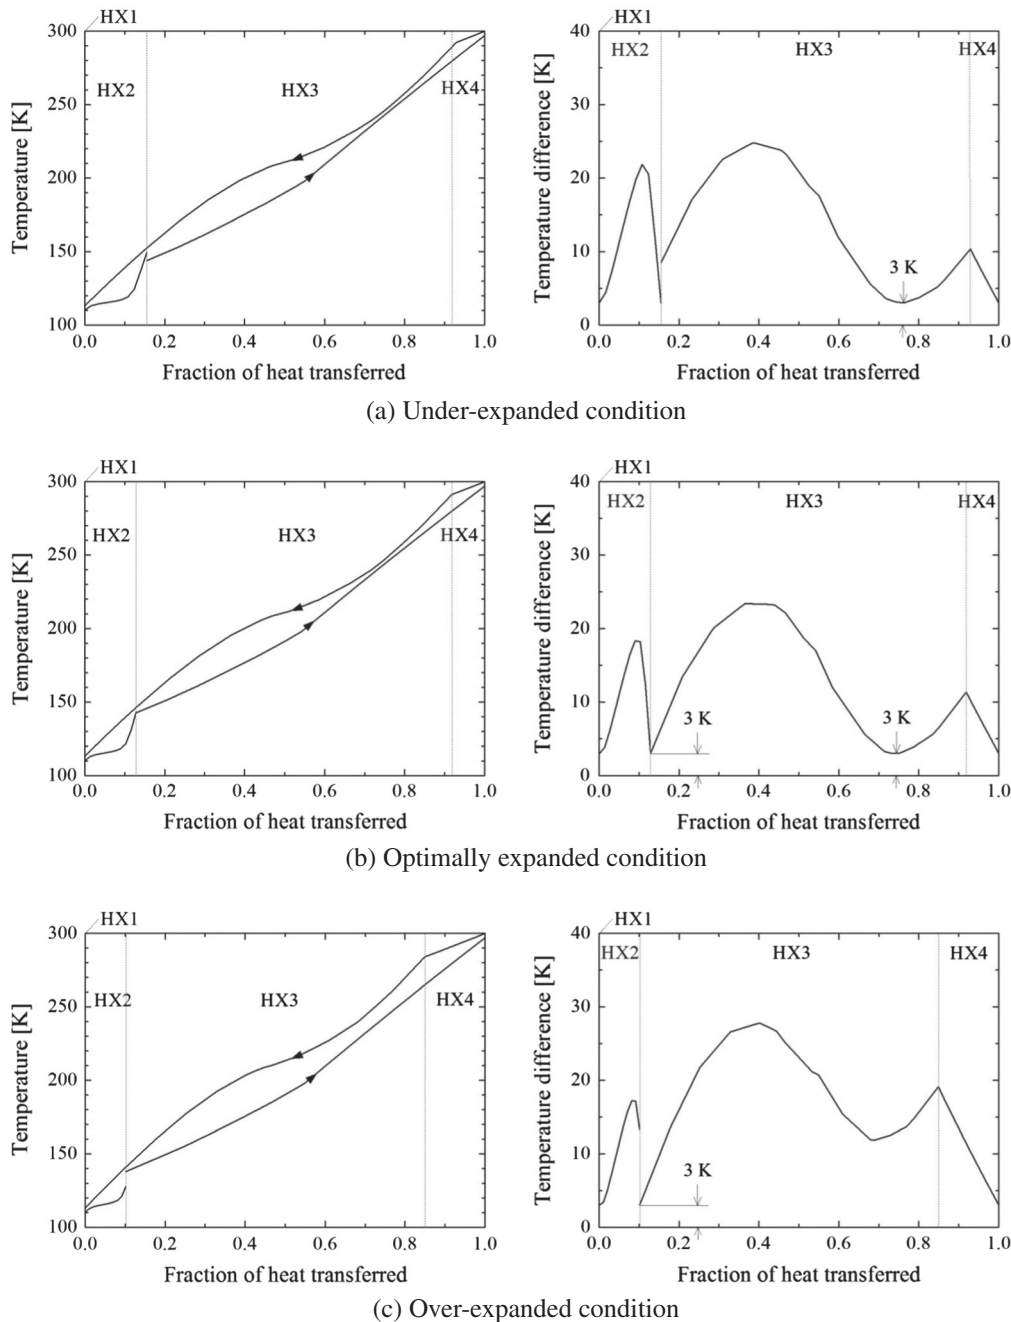 HX1
300
HX2
HX3
HX4
250
200
150
100
0.0 0.2 0.4 0.6 0.8 1.0
Temperature [K]
Fraction of heat transferred
HX1
40
HX2
HX3
HX4
30
20
10
3 K
0
0.0 0.2 0.4 0.6 0.8 1.0
Temperature difference [K]
Fraction of heat transferred
(a) Under-expanded condition
HX1
300
HX2
HX3
HX4
250
200
150
100
0.0 0.2 0.4 0.6 0.8 1.0
Temperature [K]
Fraction of heat transferred
HX1
40
HX2
HX3
HX4
30
20
10
3 K
3 K
0
0.0 0.2 0.4 0.6 0.8 1.0
Temperature difference [K]
Fraction of heat transferred
(b) Optimally expanded condition
HX1
300
HX2
HX3
HX4
250
200
150
100
0.0 0.2 0.4 0.6 0.8 1.0
Temperature [K]
Fraction of heat transferred
HX1
40
HX2
HX3
HX4
30
20
10
3 K
0
0.0 0.2 0.4 0.6 0.8 1.0
Temperature difference [K]
Fraction of heat transferred
(c) Over-expanded condition